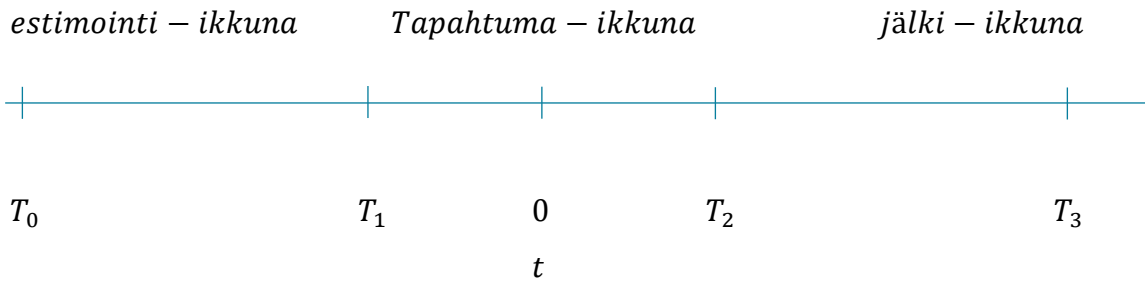 estimointi − ikkuna Tapahtuma − ikkuna jälki − ikkuna
T₀ T₁ 0 T₂ T₃
t